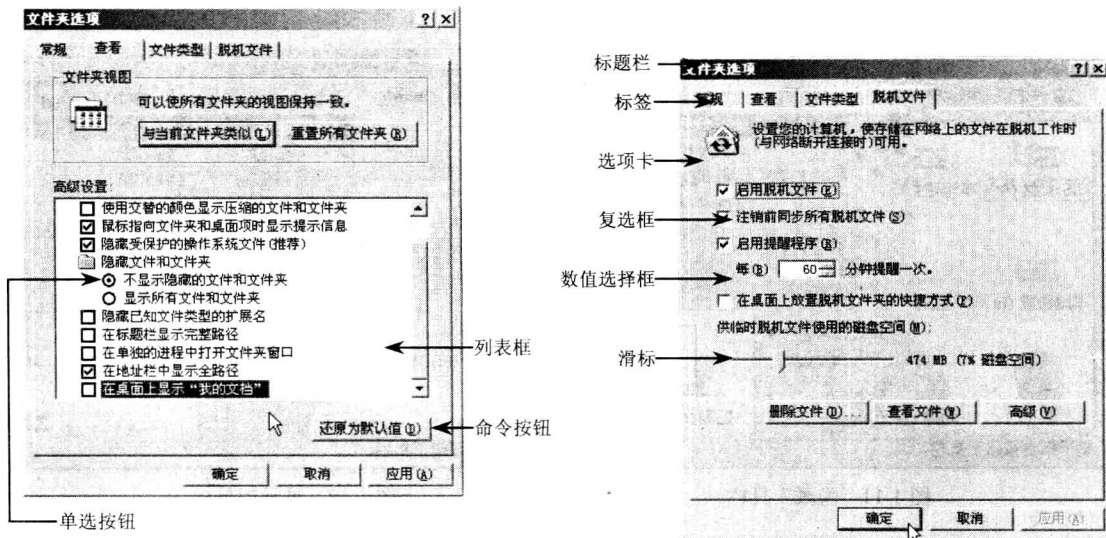 文件夹选项
常规 查看 文件类型 脱机文件
文件夹视图
可以使所有文件夹的视图保持一致。
与当前文件夹类似(L) 重置所有文件夹(R)
高级设置:
使用交替的颜色显示压缩的文件和文件夹
鼠标指向文件夹和桌面项时显示提示信息
隐藏受保护的操作系统文件(推荐)
隐藏文件和文件夹
不显示隐藏的文件和文件夹
显示所有文件和文件夹
隐藏已知文件类型的扩展名
在标题栏显示完整路径
在单独的进程中打开文件夹窗口
在地址栏中显示全路径
在桌面上显示“我的文档”
还原为默认值(D)
确定 取消 应用(A)
列表框
命令按钮
单选按钮
标题栏
标签
选项卡
复选框
数值选择框
滑标
文件夹选项
常规 查看 文件类型 脱机文件
设置您的计算机，使存储在网络上的文件在脱机工作时
(与网络断开连接时)可用。
启用脱机文件(E)
注销前同步所有脱机文件(S)
启用提醒程序(R)
每(B) 60 分钟提醒一次。
在桌面上放置脱机文件夹的快捷方式(P)
供临时脱机文件使用的磁盘空间(M):
474 MB (7% 磁盘空间)
删除文件(D)... 查看文件(V) 高级(V)
确定 取消 应用(A)